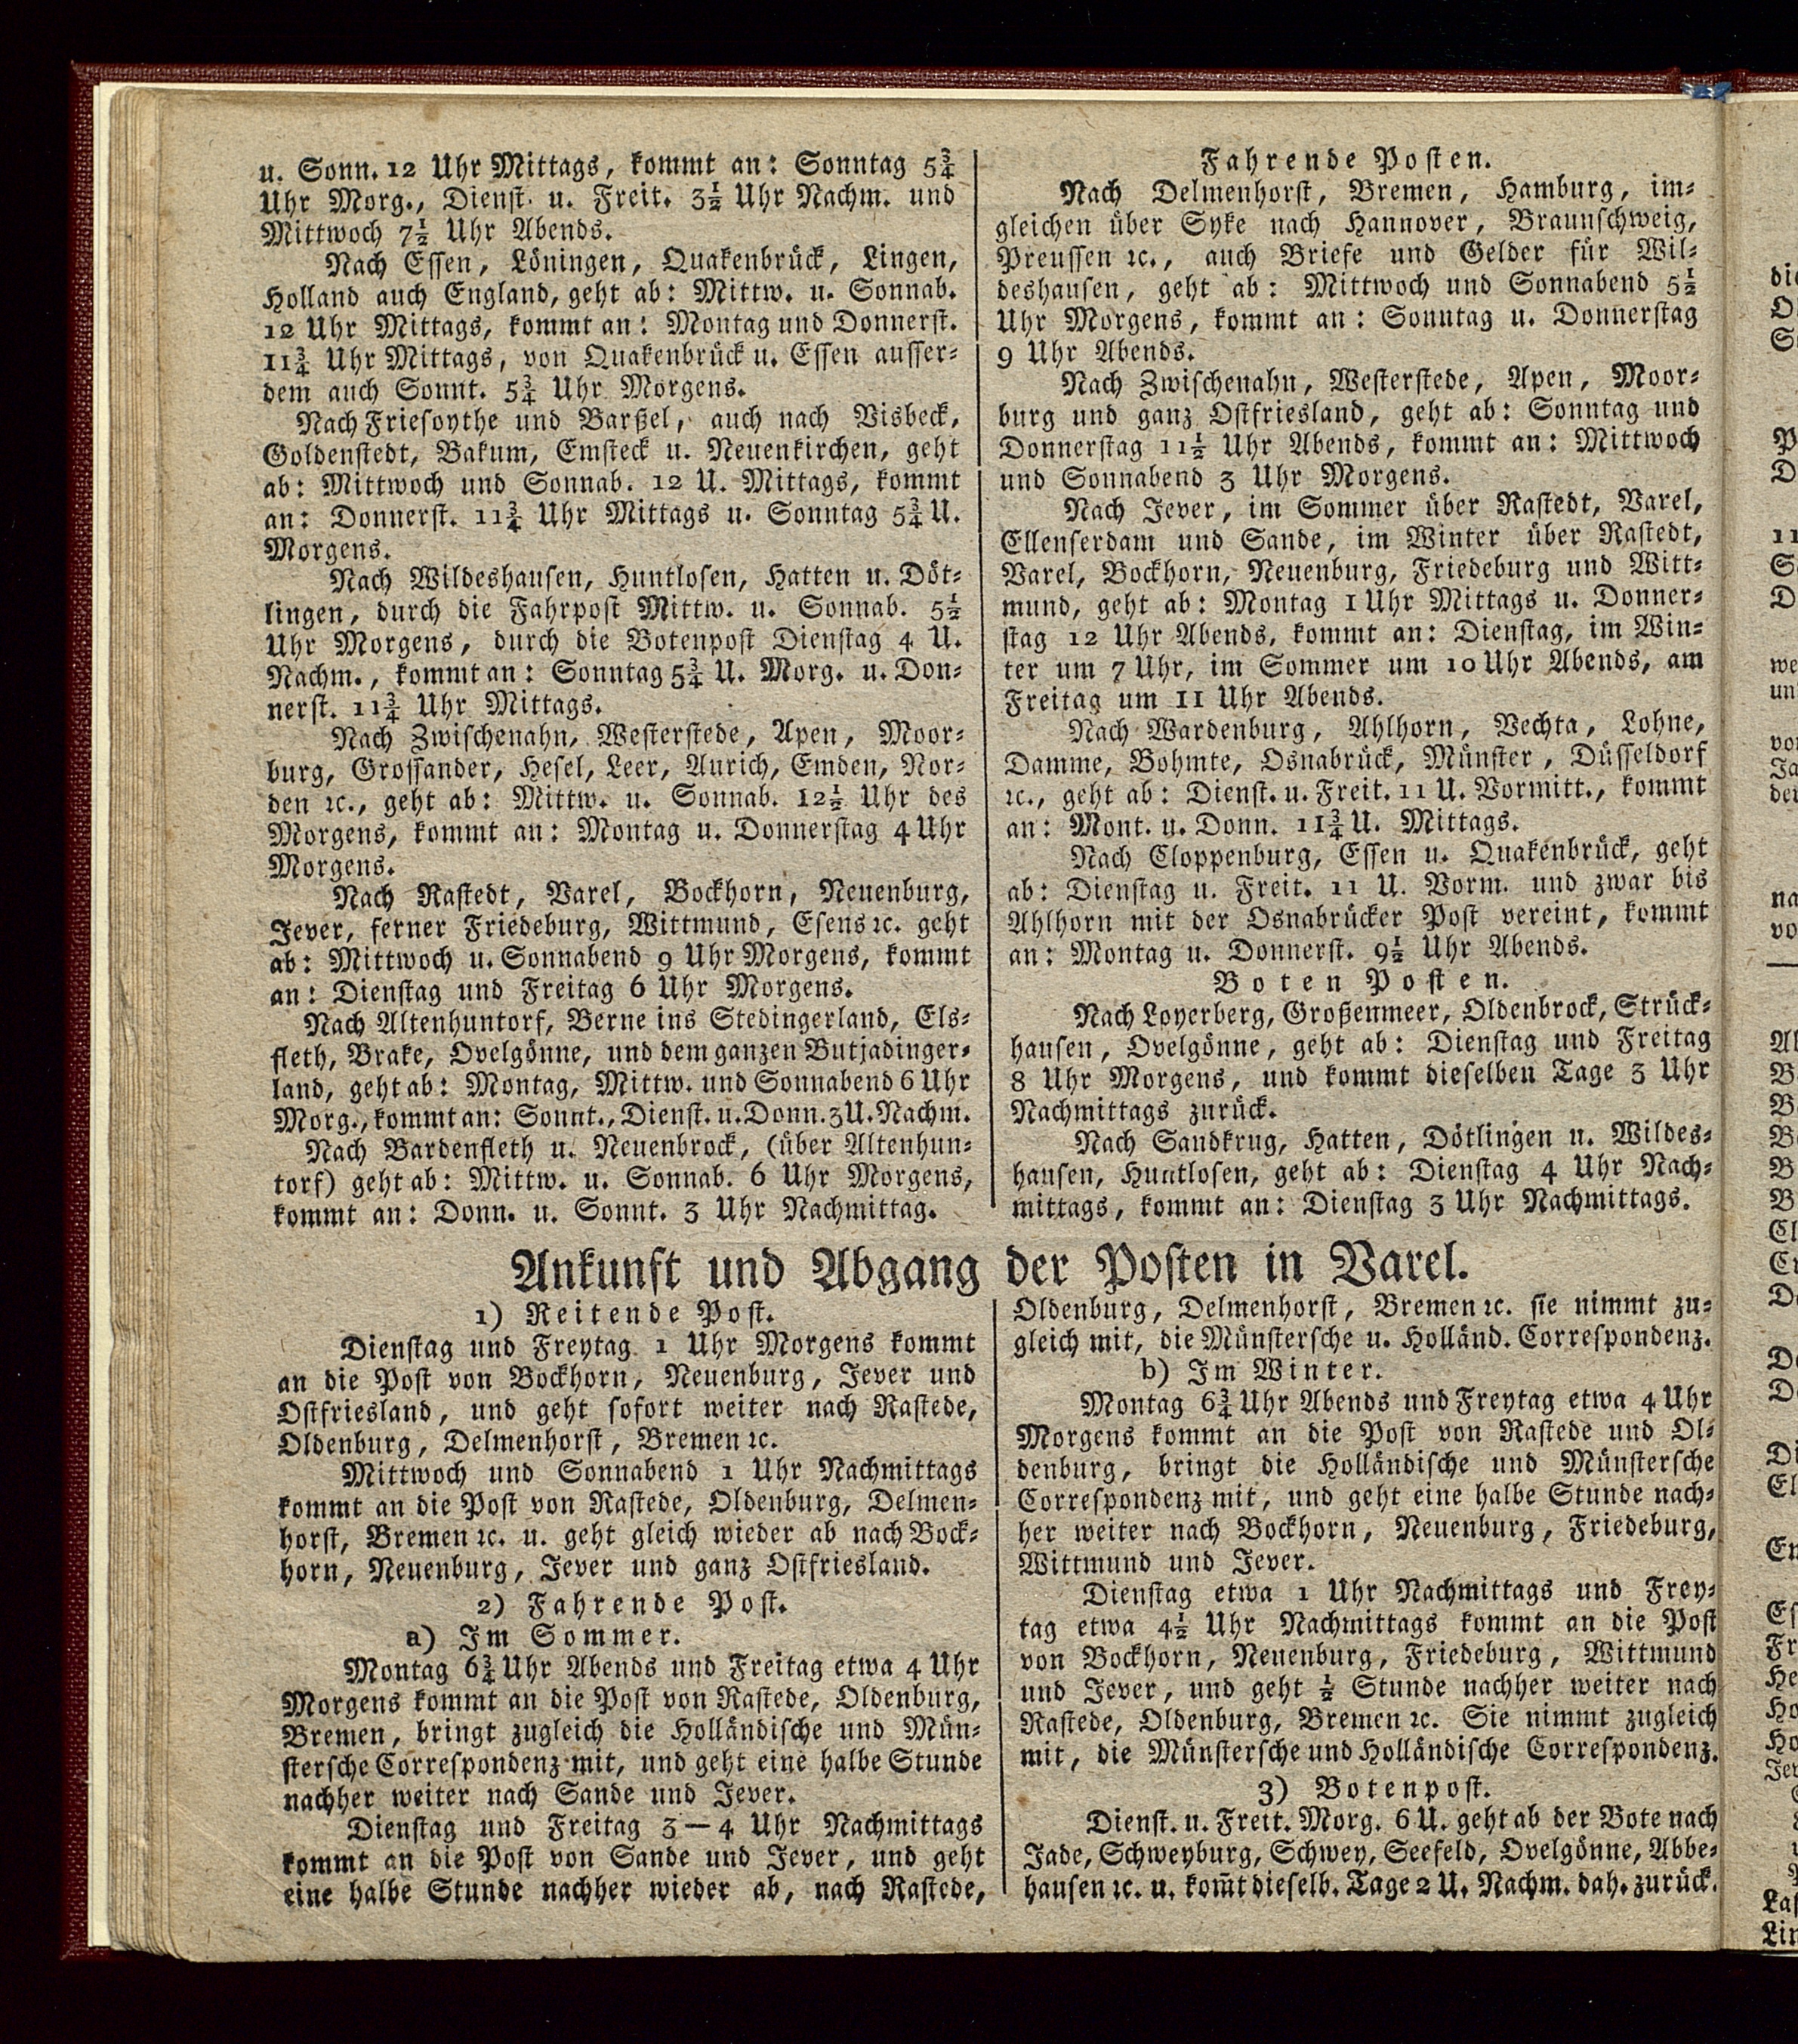 u. Sonn. 12 Uhr Mittags, kommt an: Sonntag 5¾
Uhr Morg., Dienst. u. Freit. 3½ Uhr Nachm. und
Mittwoch 7½ Uhr Abends.
Nach Essen, Löningen, Quakenbrück, Lingen,
Holland auch England, geht ab: Mittw. u. Sonnab.
12 Uhr Mittags, kommt an: Montag und Donnerst.
11¾ Uhr Mittags, von Quakenbrück u. Essen ausser-
dem auch Sonnt. 5¾ Uhr Morgens.
Nach Friesoythe und Barßel, auch nach Visbeck,
Goldenstedt, Bakum, Emsteck u. Neuenkirchen, geht
ab: Mittwoch und Sonnab. 12 U. Mittags, kommt
an: Donnerst. 11¾ Uhr Mittags u. Sonntag 5¾ U.
Morgens.
Nach Wildeshausen, Huntlosen, Hatten u. Döt-
lingen, durch die Fahrpost Mittw. u. Sonnab. 5½
Uhr Morgens, durch die Botenpost Dienstag 4 U.
Nachm., kommt an: Sonntag 5¾ U. Morg. u. Don-
nerst. 11¾ Uhr Mittags.
Nach Zwischenahn, Westerstede, Apen, Moor-
burg, Grossander, Hesel, Leer, Aurich, Emden, Nor-
den ꝛc., geht ab: Mittw. u. Sonnab. 12½ Uhr des
Morgens, kommt an: Montag u. Donnerstag 4 Uhr
Morgens.
Nach Rastedt, Varel, Bockhorn, Neuenburg,
Jever, ferner Friedeburg, Wittmund, Esens ꝛc. geht
ab: Mittwoch u. Sonnabend 9 Uhr Morgens, kommt
an: Dienstag und Freitag 6 Uhr Morgens.
Nach Altenhuntorf, Berne ins Stedingerland, Els-
fleth, Brake, Ovelgönne, und dem ganzen Butjadinger-
land, geht ab: Montag, Mittw. und Sonnabend 6 Uhr
Morg., kommt an: Sonnt., Dienst. u. Donn. 3 U. Nachm.
Nach Bardenfleth u. Neuenbrock, (über Altenhun-
torf) geht ab: Mittw. u. Sonnab. 6 Uhr Morgens,
kommt an: Donn. u. Sonnt. 3 Uhr Nachmittag.
Fahrende Posten.
Nach Delmenhorst, Bremen, Hamburg, im-
gleichen über Syke nach Hannover, Braunschweig,
Preussen ꝛc., auch Briefe und Gelder für Wil-
deshausen, geht ab: Mittwoch und Sonnabend 5½
Uhr Morgens, kommt an: Sonntag u. Donnerstag
9 Uhr Abends.
Nach Zwischenahn, Westerstede, Apen, Moor-
burg und ganz Ostfriesland, geht ab: Sonntag und
Donnerstag 11½ Uhr Abends, kommt an: Mittwoch
und Sonnabend 3 Uhr Morgens.
Nach Jever, im Sommer über Rastedt, Varel,
Ellenserdam und Sande, im Winter über Rastedt,
Varel, Bockhorn, Neuenburg, Friedeburg und Witt-
mund, geht ab: Montag 1 Uhr Mittags u. Donner-
stag 12 Uhr Abends, kommt an: Dienstag, im Win-
ter um 7 Uhr, im Sommer um 10 Uhr Abends, am
Freitag um 11 Uhr Abends.
Nach Wardenburg, Ahlhorn, Vechta, Lohne,
Damme, Bohmte, Osnabrück, Münster, Düsseldorf
ꝛc., geht ab: Dienst. u. Freit. 11 U. Vormitt., kommt
an: Mont. u. Donn. 11¾ U. Mittags.
Nach Cloppenburg, Essen u. Quakenbrück, geht
ab: Dienstag u. Freit. 11 U. Vorm. und zwar bis
Ahlhorn mit der Osnabrücker Post vereint, kommt
an: Montag u. Donnerst. 9½ Uhr Abends.
Boten Posten.
Nach Loyerberg, Großenmeer, Oldenbrock, Strück-
hausen, Ovelgönne, geht ab: Dienstag und Freitag
8 Uhr Morgens, und kommt dieselben Tage 3 Uhr
Nachmittags zurück.
Nach Sandkrug, Hatten, Dötlingen u. Wildes-
hausen, Huntlosen, geht ab: Dienstag 4 Uhr Nach-
mittags, kommt an: Dienstag 3 Uhr Nachmittags.
Ankunft und Abgang der Posten in Varel.
1) Reitende Post.
Dienstag und Freytag 1 Uhr Morgens kommt
an die Post von Bockhorn, Neuenburg, Jever und
Ostfriesland, und geht sofort weiter nach Rastede,
Oldenburg, Delmenhorst, Bremen ꝛc.
Mittwoch und Sonnabend 1 Uhr Nachmittags
kommt an die Post von Rastede, Oldenburg, Delmen-
horst, Bremen ꝛc. u. geht gleich wieder ab nach Bock-
horn, Neuenburg, Jever und ganz Ostfriesland.
2) Fahrende Post.
a) Im Sommer.
Montag 6¾ Uhr Abends und Freitag etwa 4 Uhr
Morgens kommt an die Post von Rastede, Oldenburg,
Bremen, bringt zugleich die Holländische und Mün-
stersche Correspondenz mit, und geht eine halbe Stunde
nachher weiter nach Sande und Jever.
Dienstag und Freitag 3—4 Uhr Nachmittags
kommt an die Post von Sande und Jever, und geht
eine halbe Stunde nachher wieder ab, nach Rastede,
Oldenburg, Delmenhorst, Bremen ꝛc. sie nimmt zu-
gleich mit, die Münstersche u. Holländ. Correspondenz.
b) Im Winter.
Montag 6¾ Uhr Abends und Freytag etwa 4 Uhr
Morgens kommt an die Post von Rastede und Ol-
denburg, bringt die Holländische und Münstersche
Correspondenz mit, und geht eine halbe Stunde nach-
her weiter nach Bockhorn, Neuenburg, Friedeburg,
Wittmund und Jever.
Dienstag etwa 1 Uhr Nachmittags und Frey-
tag etwa 4½ Uhr Nachmittags kommt an die Post
von Bockhorn, Neuenburg, Friedeburg, Wittmund
und Jever, und geht ½ Stunde nachher weiter nach
Rastede, Oldenburg, Bremen ꝛc. Sie nimmt zugleich
mit, die Münstersche und Holländische Correspondenz.
3) Botenpost.
Dienst. u. Freit. Morg. 6 U. geht ab der Bote nach
Jade, Schweyburg, Schwey, Seefeld, Ovelgönne, Abbe-
hausen ꝛc. u. kom̄t dieselb. Tage 2 U. Nachm. dah. zurück.